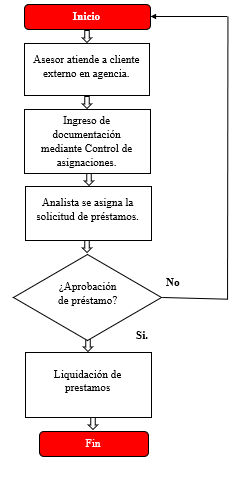 Inicio
Asesor atiende a cliente
externo en agencia.
Ingreso de
documentación
mediante Control de
asignaciones.
Analista se asigna la
solicitud de préstamos.
¿Aprobación
de préstamo?
No
Si.
Liquidación de
prestamos
Fin